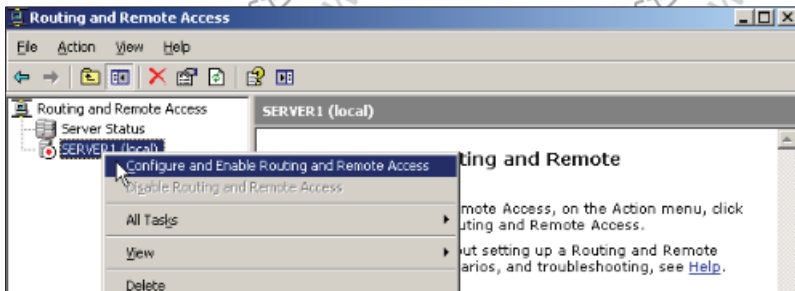 Routing and Remote Access
File Action View Help
Routing and Remote Access
SERVER1 (local)
Server Status
SERVER1 (local)
Configure and Enable Routing and Remote Access
ting and Remote
Disable Routing and Remote Access
mote Access, on the Action menu, click
uting and Remote Access.
All Tasks
View
ut setting up a Routing and Remote
arios, and troubleshooting, see Help.
Delete